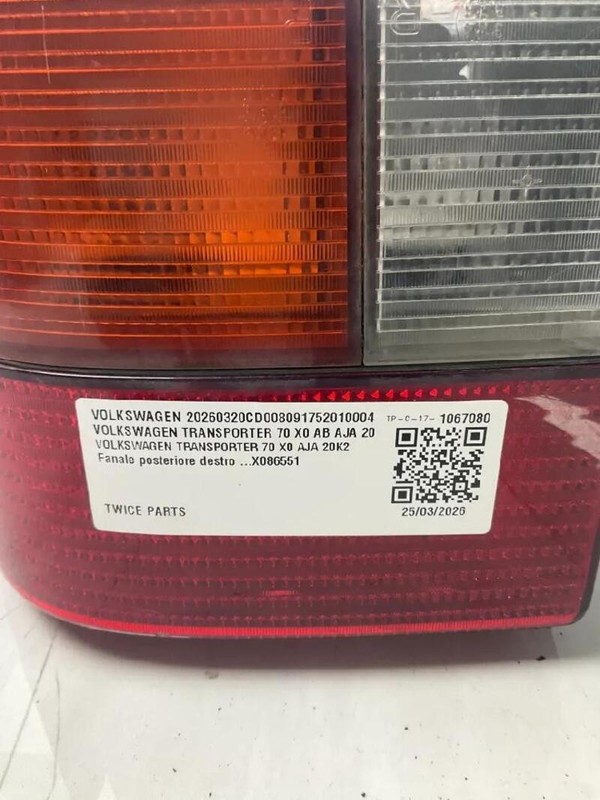 VOLKSWAGEN 20260320CD008091752010004
VOLKSWAGEN TRANSPORTER 70 X0 AB AJA 20
VOLKSWAGEN TRANSPORTER 70 X0 AJA 20K2
Fanale posteriore destro ...X086551
TWICE PARTS
TP-C-17- 1067080
25/03/2026